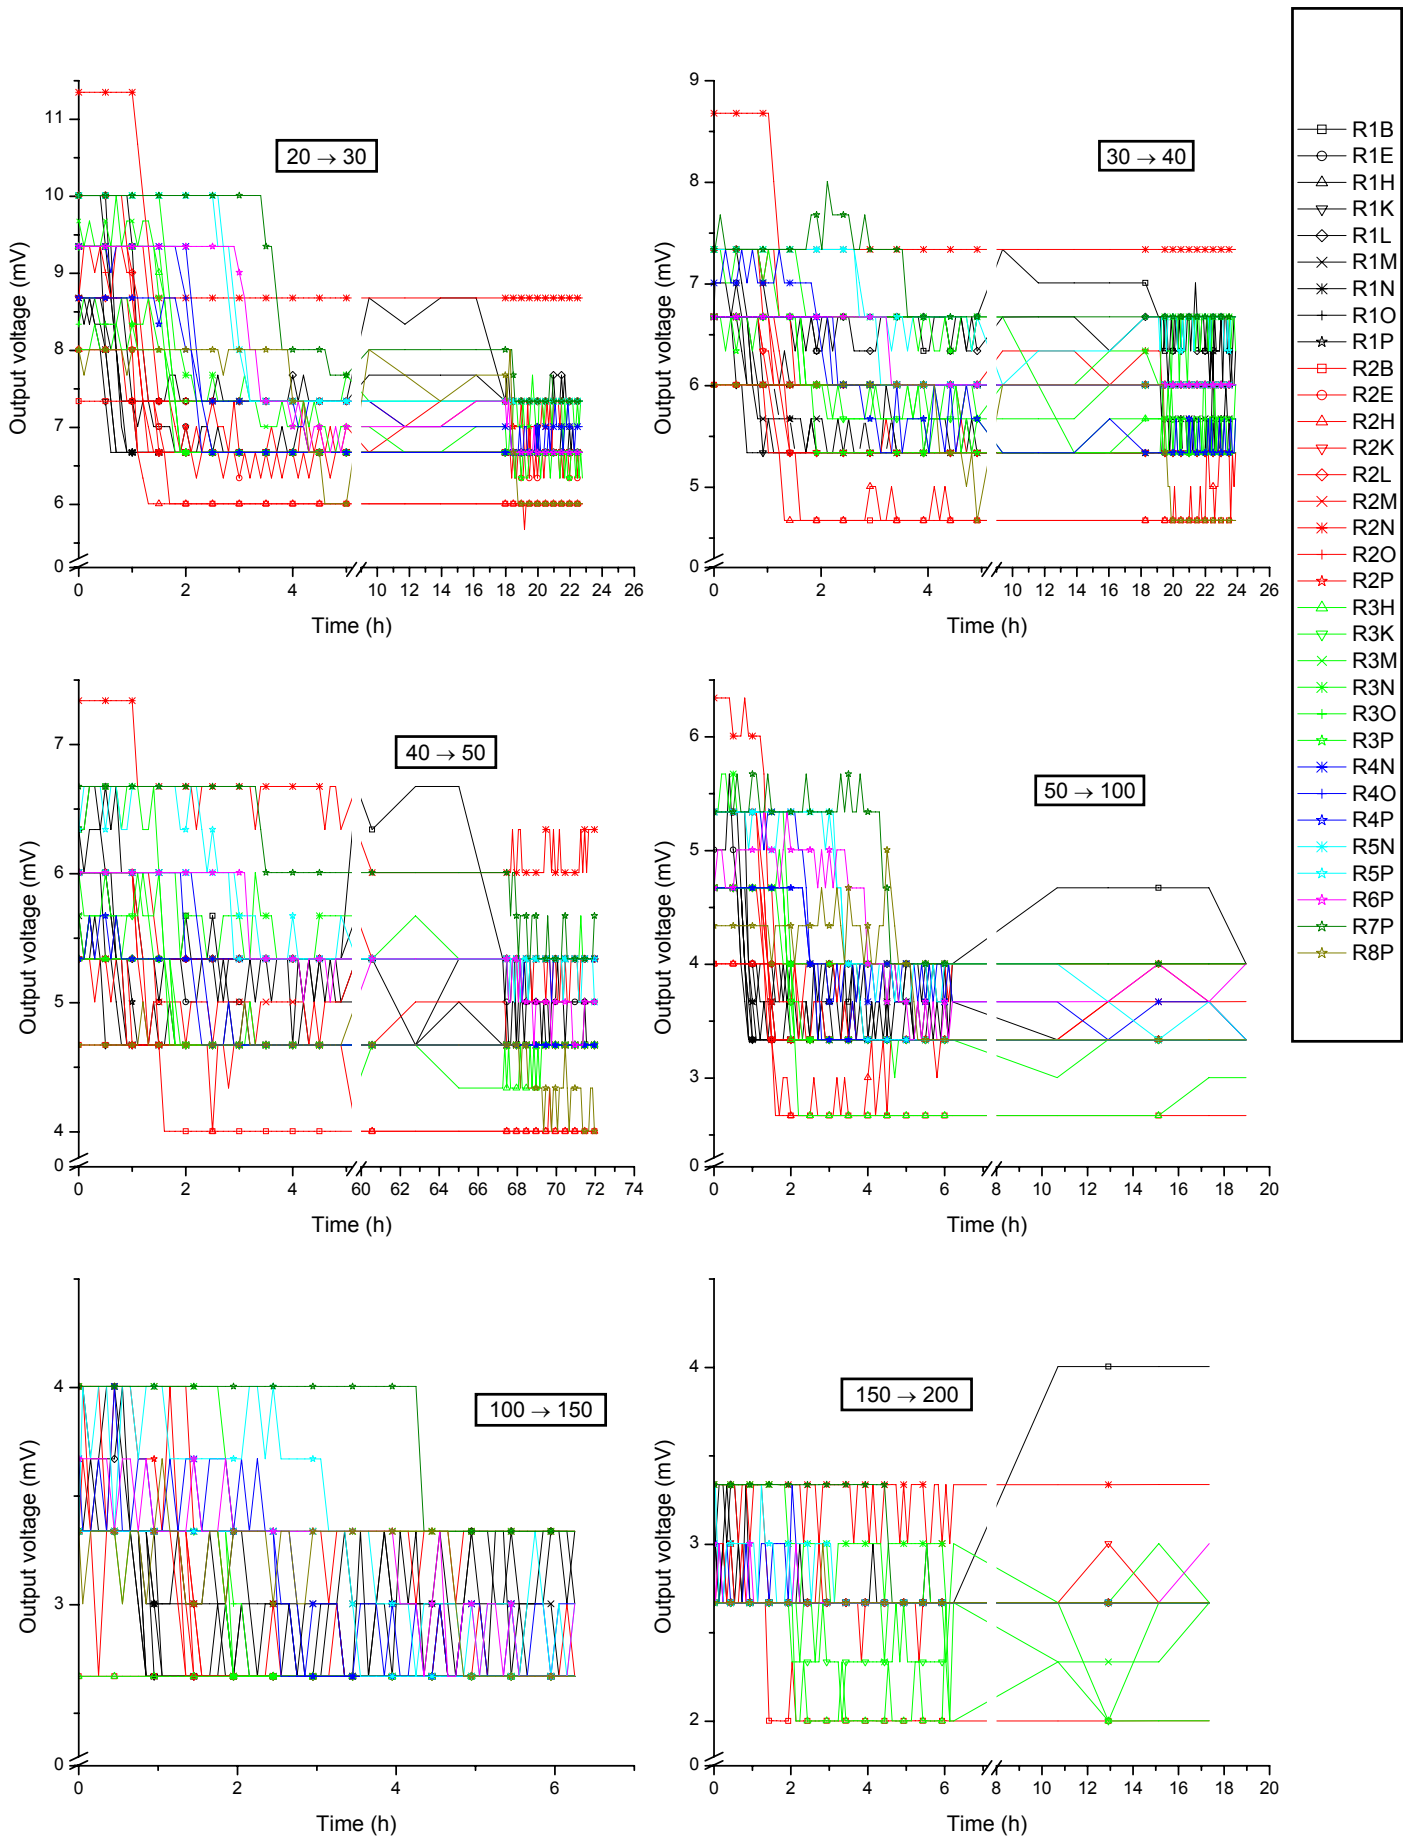 20 → 30
11
10
9
8
7
6
0
Output voltage (mV)
0 2 4 10 12 14 16 18 20 22 24 26
Time (h)
30 → 40
9
8
7
6
5
0
Output voltage (mV)
0 2 4 10 12 14 16 18 20 22 24 26
Time (h)
R1B
R1E
R1H
R1K
R1L
R1M
R1N
R1O
R1P
R2B
R2E
R2H
R2K
R2L
R2M
R2N
R2O
R2P
R3H
R3K
R3M
R3N
R3O
R3P
R4N
R4O
R4P
R5N
R5P
R6P
R7P
R8P
40 → 50
7
6
5
4
0
Output voltage (mV)
0 2 4 60 62 64 66 68 70 72 74
Time (h)
50 → 100
6
5
4
3
0
Output voltage (mV)
0 2 4 6 8 10 12 14 16 18 20
Time (h)
100 → 150
4
3
0
Output voltage (mV)
0 2 4 6
Time (h)
150 → 200
4
3
2
0
Output voltage (mV)
0 2 4 6 8 10 12 14 16 18 20
Time (h)